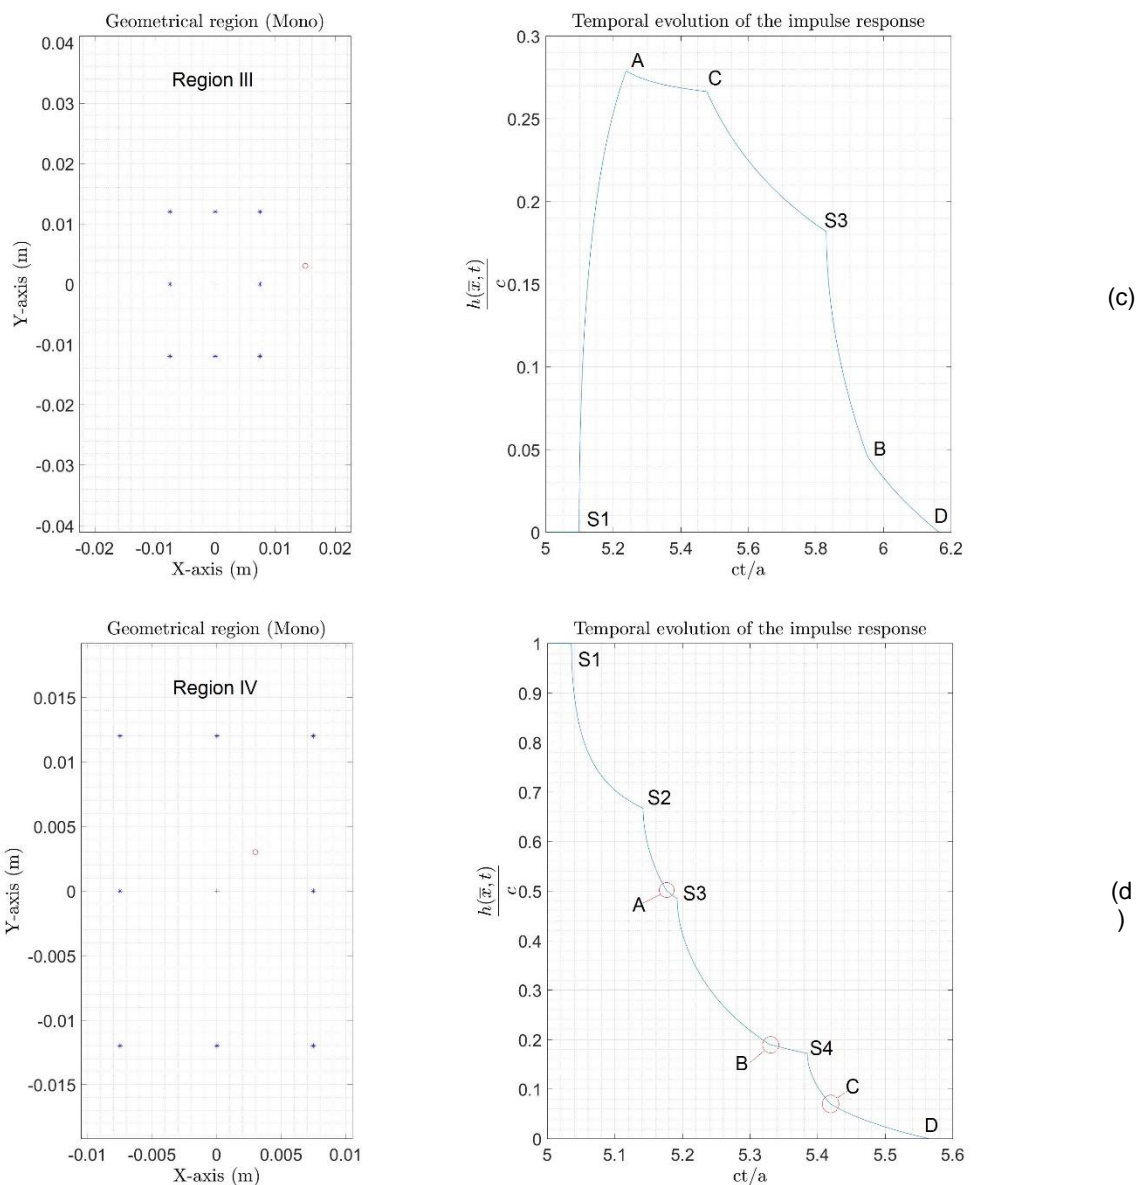 Geometrical region (Mono)
Region III
0.04
0.03
0.02
0.01
0
-0.01
-0.02
-0.03
-0.04
Y-axis (m)
-0.02 -0.01 0 0.01 0.02
X-axis (m)
Temporal evolution of the impulse response
0.3
0.25
0.2
0.15
0.1
0.05
0
h(x̅, t)
c
A
C
S3
B
S1
D
5 5.2 5.4 5.6 5.8 6 6.2
ct/a
(c)
Geometrical region (Mono)
Region IV
0.015
0.01
0.005
0
-0.005
-0.01
-0.015
Y-axis (m)
-0.01 -0.005 0 0.005 0.01
X-axis (m)
Temporal evolution of the impulse response
1
0.9
0.8
0.7
0.6
0.5
0.4
0.3
0.2
0.1
0
h(x̅, t)
c
S1
S2
S3
A
B
S4
C
D
5 5.1 5.2 5.3 5.4 5.5 5.6
ct/a
(d
)